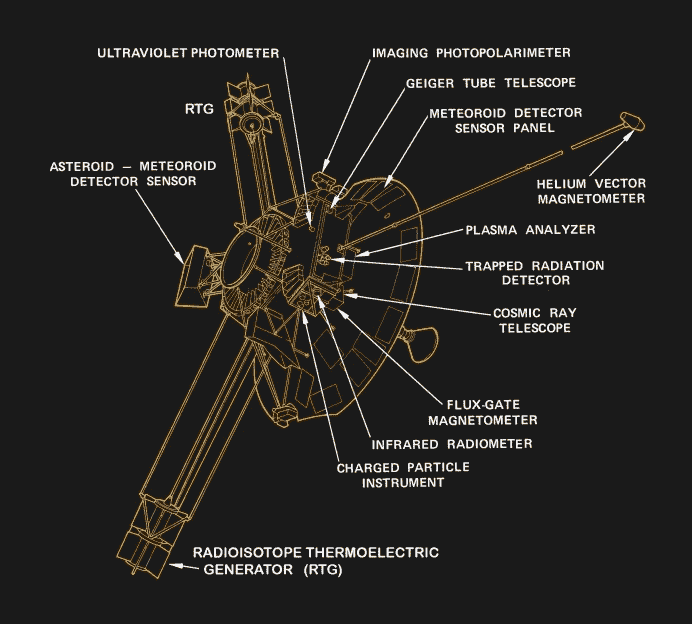 ULTRAVIOLET PHOTOMETER
IMAGING PHOTOPOLARIMETER
GEIGER TUBE TELESCOPE
RTG
METEOROID DETECTOR
SENSOR PANEL
ASTEROID — METEOROID
DETECTOR SENSOR
HELIUM VECTOR
MAGNETOMETER
PLASMA ANALYZER
TRAPPED RADIATION
DETECTOR
COSMIC RAY
TELESCOPE
FLUX-GATE
MAGNETOMETER
INFRARED RADIOMETER
CHARGED PARTICLE
INSTRUMENT
RADIOISOTOPE THERMOELECTRIC
GENERATOR (RTG)